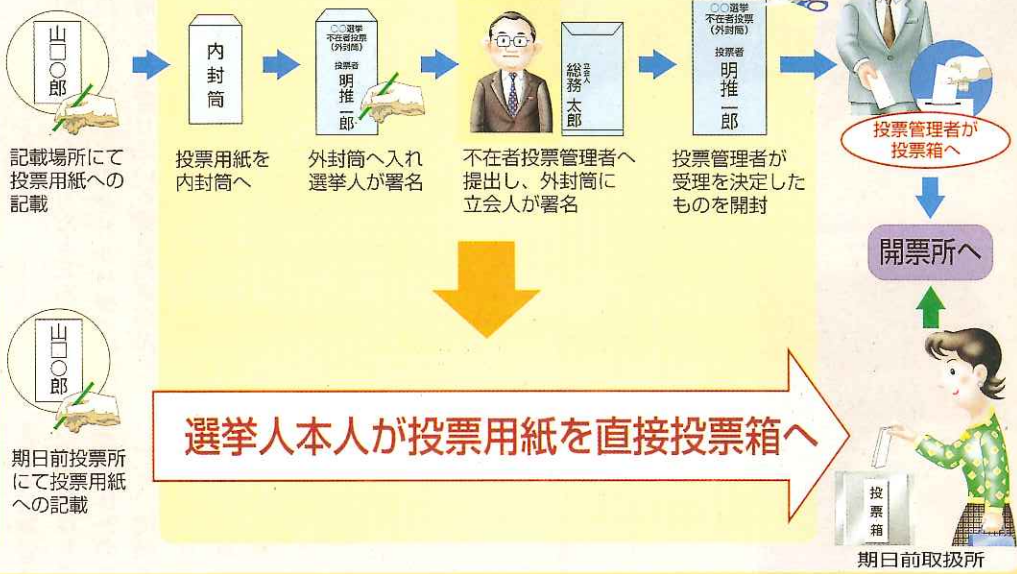 山□○郎
記載場所にて
投票用紙への
記載
内封筒
投票用紙を
内封筒へ
○○選挙
不在者投票
(外封筒)
投票者
明推一郎
外封筒へ入れ
選挙人が署名
立会人
総務 太郎
不在者投票管理者へ
提出し、外封筒に
立会人が署名
○○選挙
不在者投票
(外封筒)
投票者
明推一郎
投票管理者が
受理を決定した
ものを開封
投票管理者が
投票箱へ
開票所へ
山□○郎
期日前投票所
にて投票用紙
への記載
選挙人本人が投票用紙を直接投票箱へ
投票箱
期日前取扱所